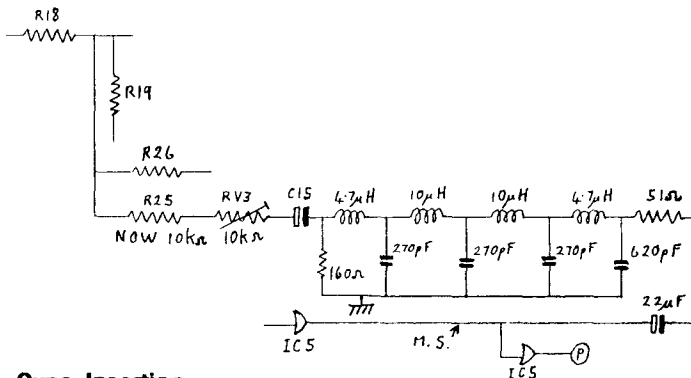 R18
R19
R26
R25
RV3
C15
4.7µH
10µH
10µH
4.7µH
51Ω
NOW 10kΩ
10kΩ
160Ω
270pF
270pF
270pF
620pF
22µF
IC5
M.S.
IC5
P